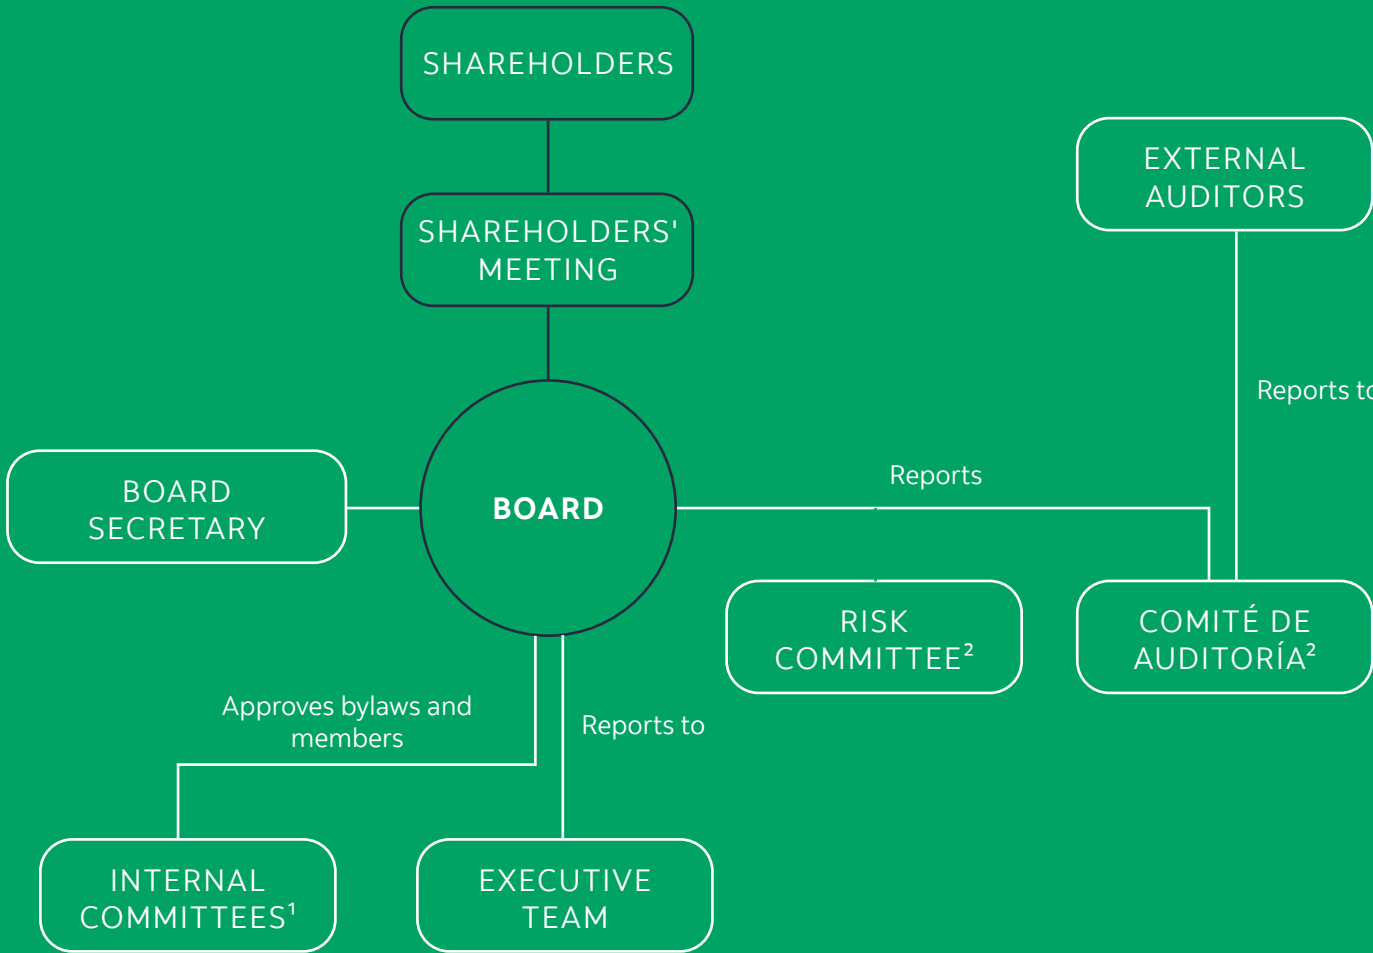 SHAREHOLDERS
SHAREHOLDERS'
MEETING
EXTERNAL
AUDITORS
Reports to
BOARD
SECRETARY
BOARD
Reports
RISK
COMMITTEE²
COMITÉ DE
AUDITORÍA²
Approves bylaws and
members
Reports to
INTERNAL
COMMITTEES¹
EXECUTIVE
TEAM